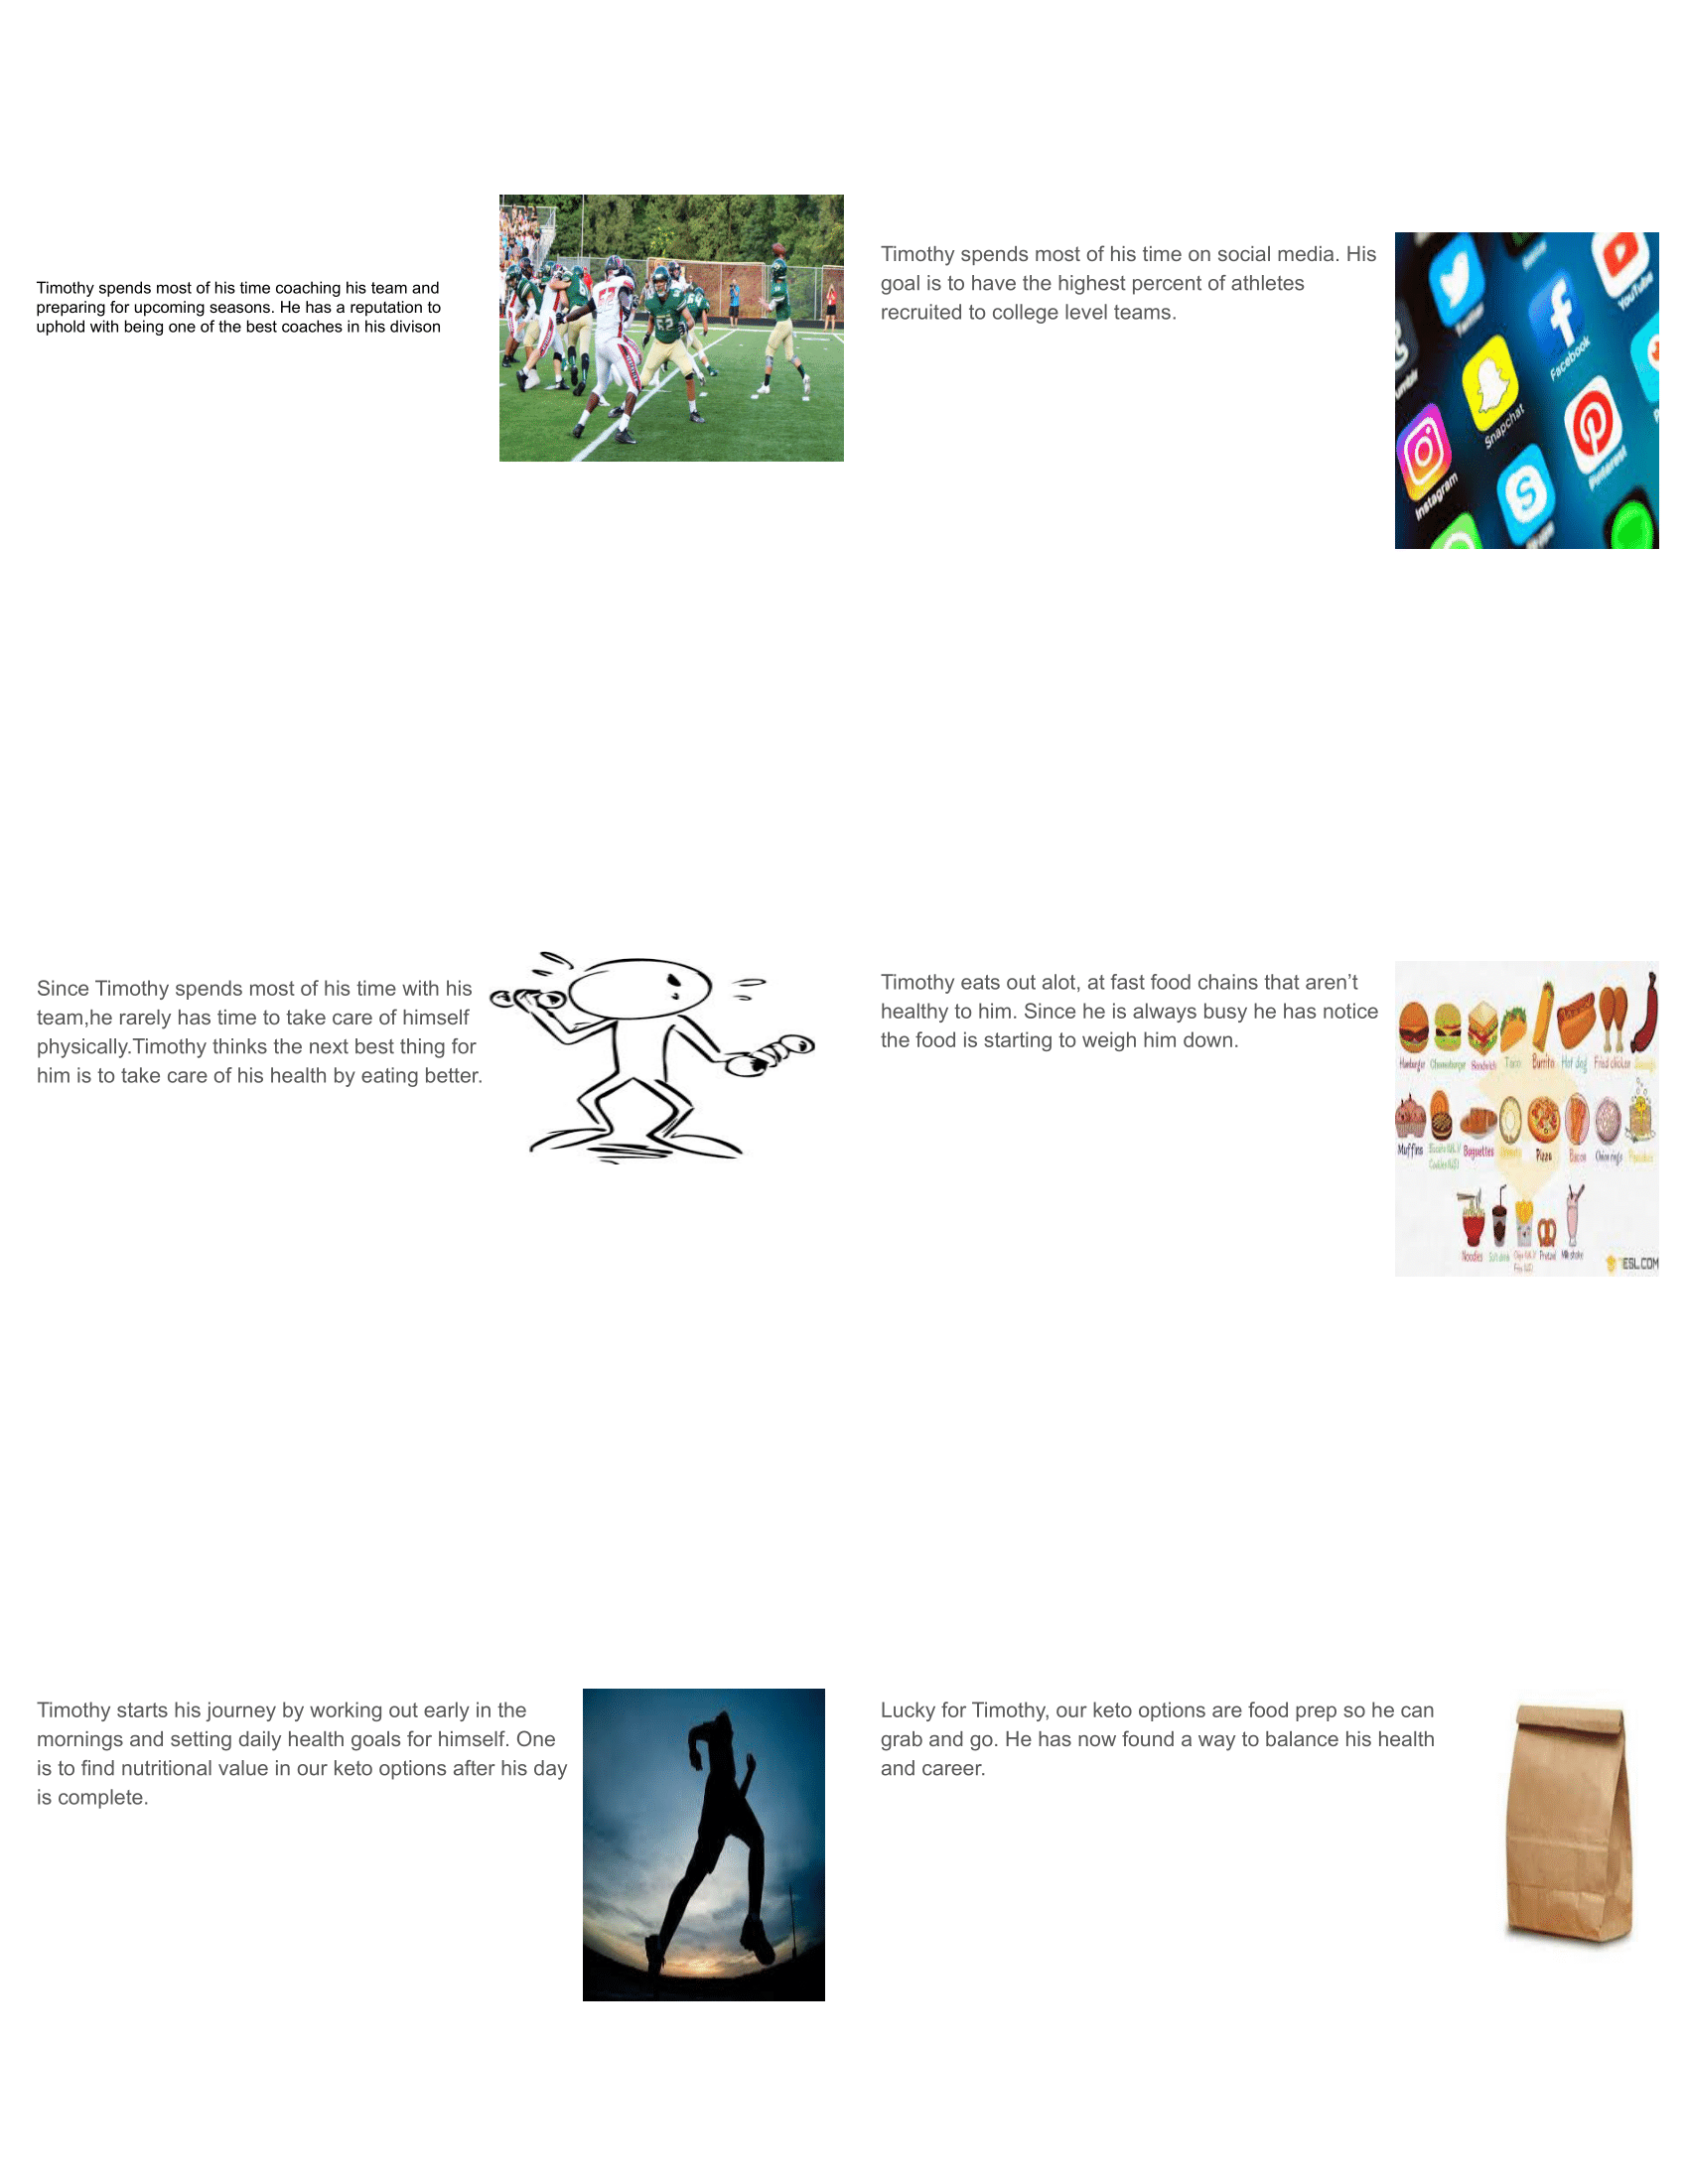 Timothy spends most of his time coaching his team and
preparing for upcoming seasons. He has a reputation to
uphold with being one of the best coaches in his divison
Timothy spends most of his time on social media. His
goal is to have the highest percent of athletes
recruited to college level teams.
Twitter
YouTube
Facebook
Snapchat
Instagram
Pinterest
Since Timothy spends most of his time with his
team,he rarely has time to take care of himself
physically.Timothy thinks the next best thing for
him is to take care of his health by eating better.
Timothy eats out alot, at fast food chains that aren’t
healthy to him. Since he is always busy he has notice
the food is starting to weigh him down.
Hamburger Cheeseburger Sandwich Taco Burrito Hot dog Fried chicken
Muffins Baguettes Pizza Bacon Onion rings
Noodles Soft drink Pretzel Milkshake
ESL.COM
Timothy starts his journey by working out early in the
mornings and setting daily health goals for himself. One
is to find nutritional value in our keto options after his day
is complete.
Lucky for Timothy, our keto options are food prep so he can
grab and go. He has now found a way to balance his health
and career.